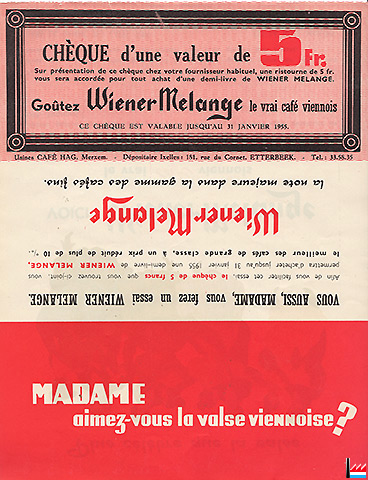 CHÈQUE d'une valeur de 5 Fr.
Sur présentation de ce chèque chez votre fournisseur habituel, une ristourne de 5 fr.
vous sera accordée pour tout achat d'une demi-livre de WIENER MELANGE.
Goûtez Wiener Melange le vrai café viennois
CE CHÈQUE EST VALABLE JUSQU'AU 31 JANVIER 1955.
Usines CAFÉ HAG, Merxem. - Dépositaire Ixelles : 151, rue du Cornet, ETTERBEEK. - Tél. : 33.58.35
VOUS AUSSI, MADAME, vous ferez un essai WIENER MELANGE.
Afin de vous faciliter cet essai, le chèque de 5 francs que vous trouvez ci-joint, vous
permettra d'acheter jusqu'au 31 janvier 1955 une demi-livre de WIENER MELANGE,
le meilleur des cafés de grande classe, à un prix réduit de plus de 10 %.
Wiener Melange
la note majeure dans la gamme des cafés fins.
MADAME
aimez-vous la valse viennoise ?